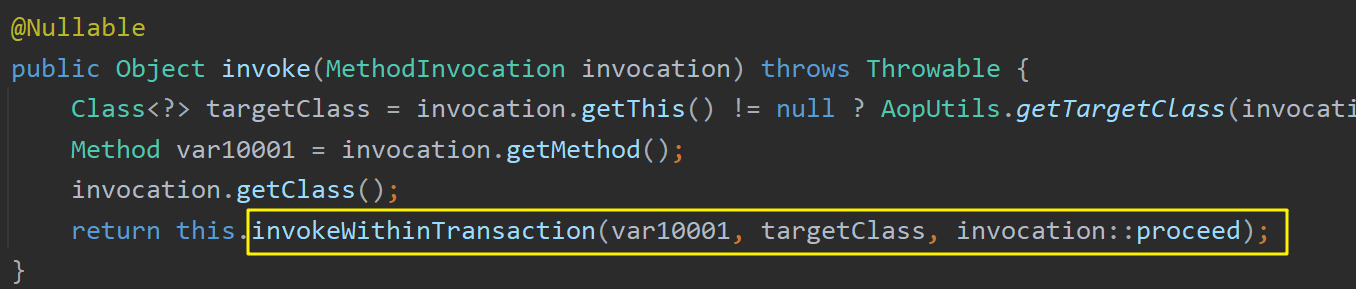 @Nullable
public Object invoke(MethodInvocation invocation) throws Throwable {
Class<?> targetClass = invocation.getThis() != null ? AopUtils.getTargetClass(invocati
Method var10001 = invocation.getMethod();
invocation.getClass();
return this.invokeWithinTransaction(var10001, targetClass, invocation::proceed);
}